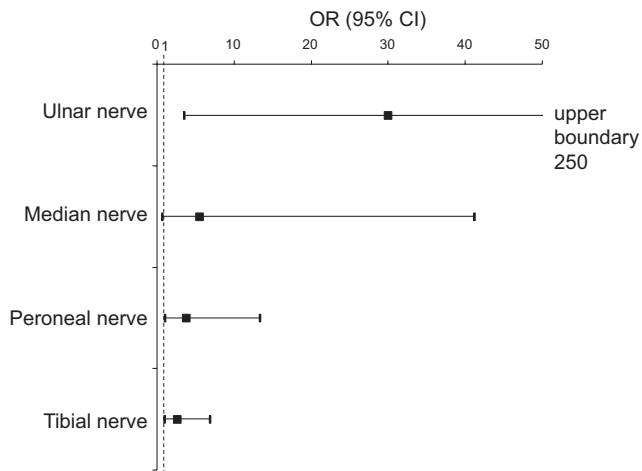 OR (95% CI)
0 1 10 20 30 40 50
Ulnar nerve
upper
boundary
250
Median nerve
Peroneal nerve
Tibial nerve